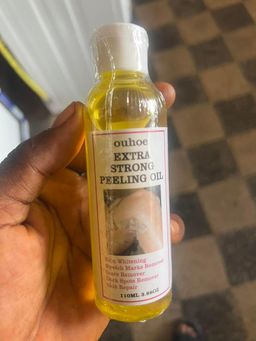 ouhoe
EXTRA
STRONG
PEELING OIL
Skin Whitening
Stretch Marks Remover
Scars Remover
Dark Spots Remover
Skin Repair
110ML 3.88OZ